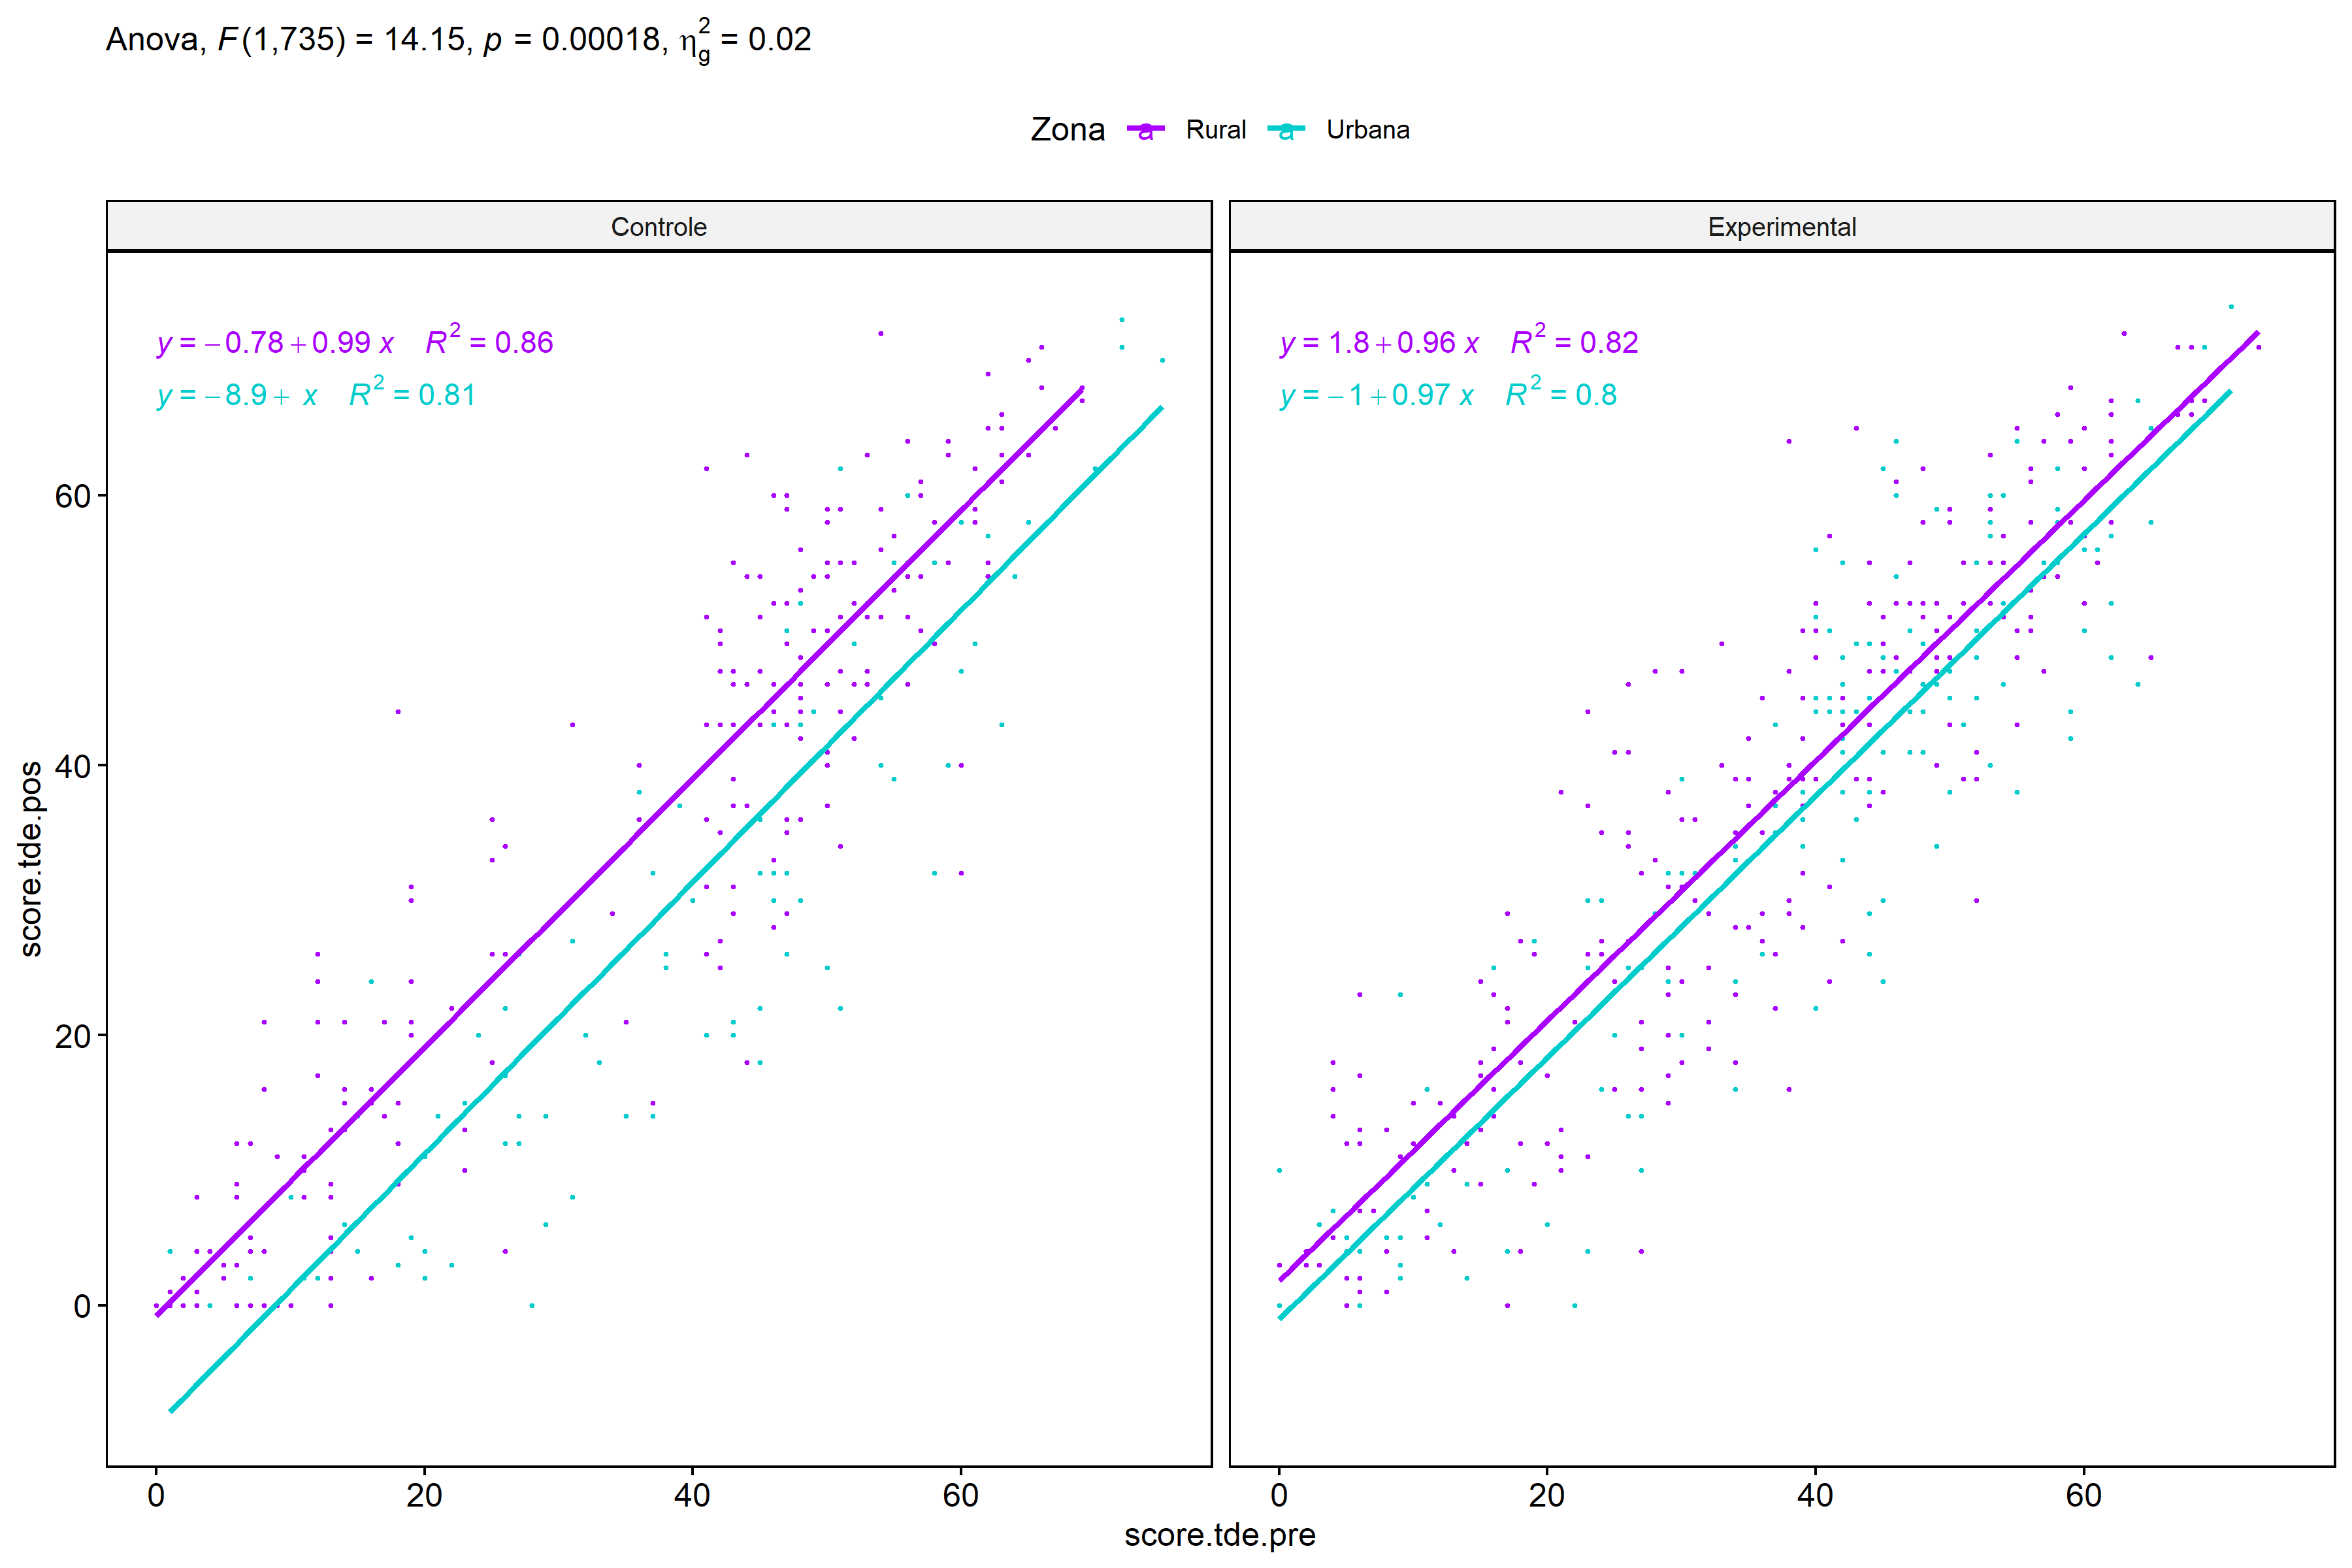 Anova, F(1,735) = 14.15, p = 0.00018, η²g = 0.02
Zona a Rural a Urbana
Controle
Experimental
y = −0.78 + 0.99 x R² = 0.86
y = −8.9 + x R² = 0.81
y = 1.8 + 0.96 x R² = 0.82
y = −1 + 0.97 x R² = 0.8
score.tde.pos
60
40
20
0
0 20 40 60
0 20 40 60
score.tde.pre